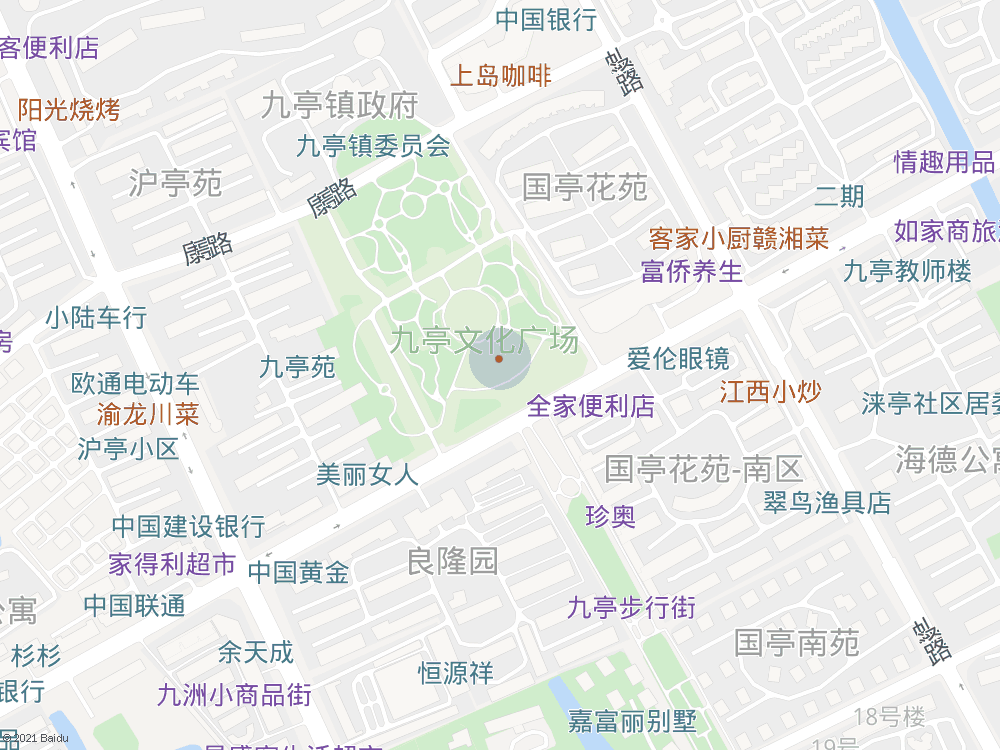 中国银行
客便利店
上岛咖啡
阳光烧烤
九亭镇政府
宾馆
九亭镇委员会
情趣用品
沪亭苑
国亭花苑
二期
康路
如家商旅
客家小厨赣湘菜
康路
富侨养生
九亭教师楼
小陆车行
房
九亭文化广场
九亭苑
爱伦眼镜
欧通电动车
江西小炒
渝龙川菜
全家便利店
涞亭社区居委
沪亭小区
海德公寓
国亭花苑-南区
美丽女人
翠鸟渔具店
珍奥
中国建设银行
家得利超市
良隆园
中国黄金
中国联通
公寓
九亭步行街
国亭南苑
余天成
杉杉
恒源祥
银行
九洲小商品街
18号楼
嘉富丽别墅
19号
© 2021 Baidu